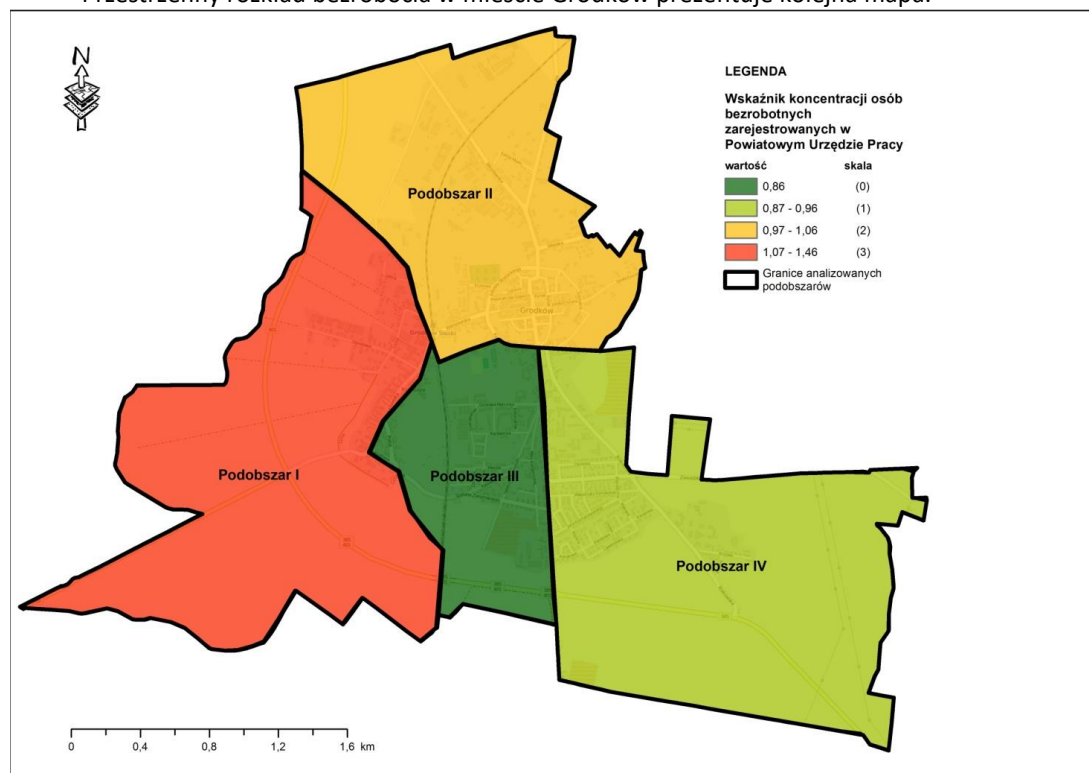 Przestrzenny rozkład bezrobocia w mieście Grodków prezentuje kolejna mapa.
N
LEGENDA
Wskaźnik koncentracji osób
bezrobotnych
zarejestrowanych w
Powiatowym Urzędzie Pracy
wartość skala
0,86 (0)
0,87 - 0,96 (1)
0,97 - 1,06 (2)
1,07 - 1,46 (3)
Granice analizowanych
podobszarów
Podobszar II
Grodków
Podobszar I
Podobszar III
Podobszar IV
0 0,4 0,8 1,2 1,6 km